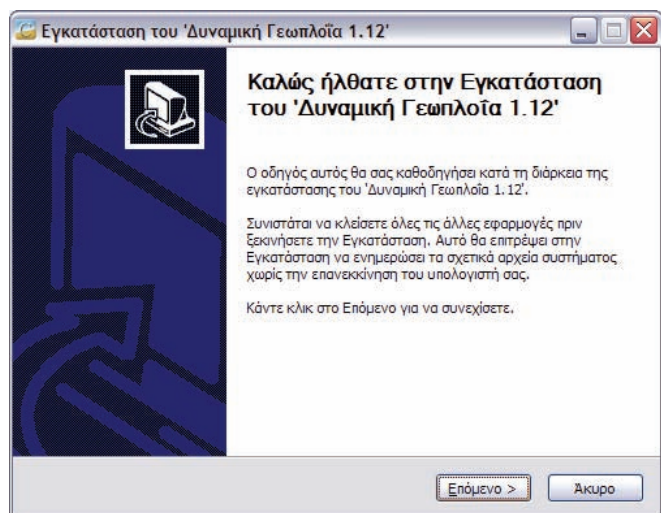 Εγκατάσταση του 'Δυναμική Γεωπλοΐα 1.12'
Καλώς ήλθατε στην Εγκατάσταση
του 'Δυναμική Γεωπλοΐα 1.12'
Ο οδηγός αυτός θα σας καθοδηγήσει κατά τη διάρκεια της
εγκατάστασης του 'Δυναμική Γεωπλοΐα 1.12'.
Συνιστάται να κλείσετε όλες τις άλλες εφαρμογές πριν
ξεκινήσετε την Εγκατάσταση. Αυτό θα επιτρέψει στην
Εγκατάσταση να ενημερώσει τα σχετικά αρχεία συστήματος
χωρίς την επανεκκίνηση του υπολογιστή σας.
Κάντε κλικ στο Επόμενο για να συνεχίσετε.
Επόμενο > Άκυρο